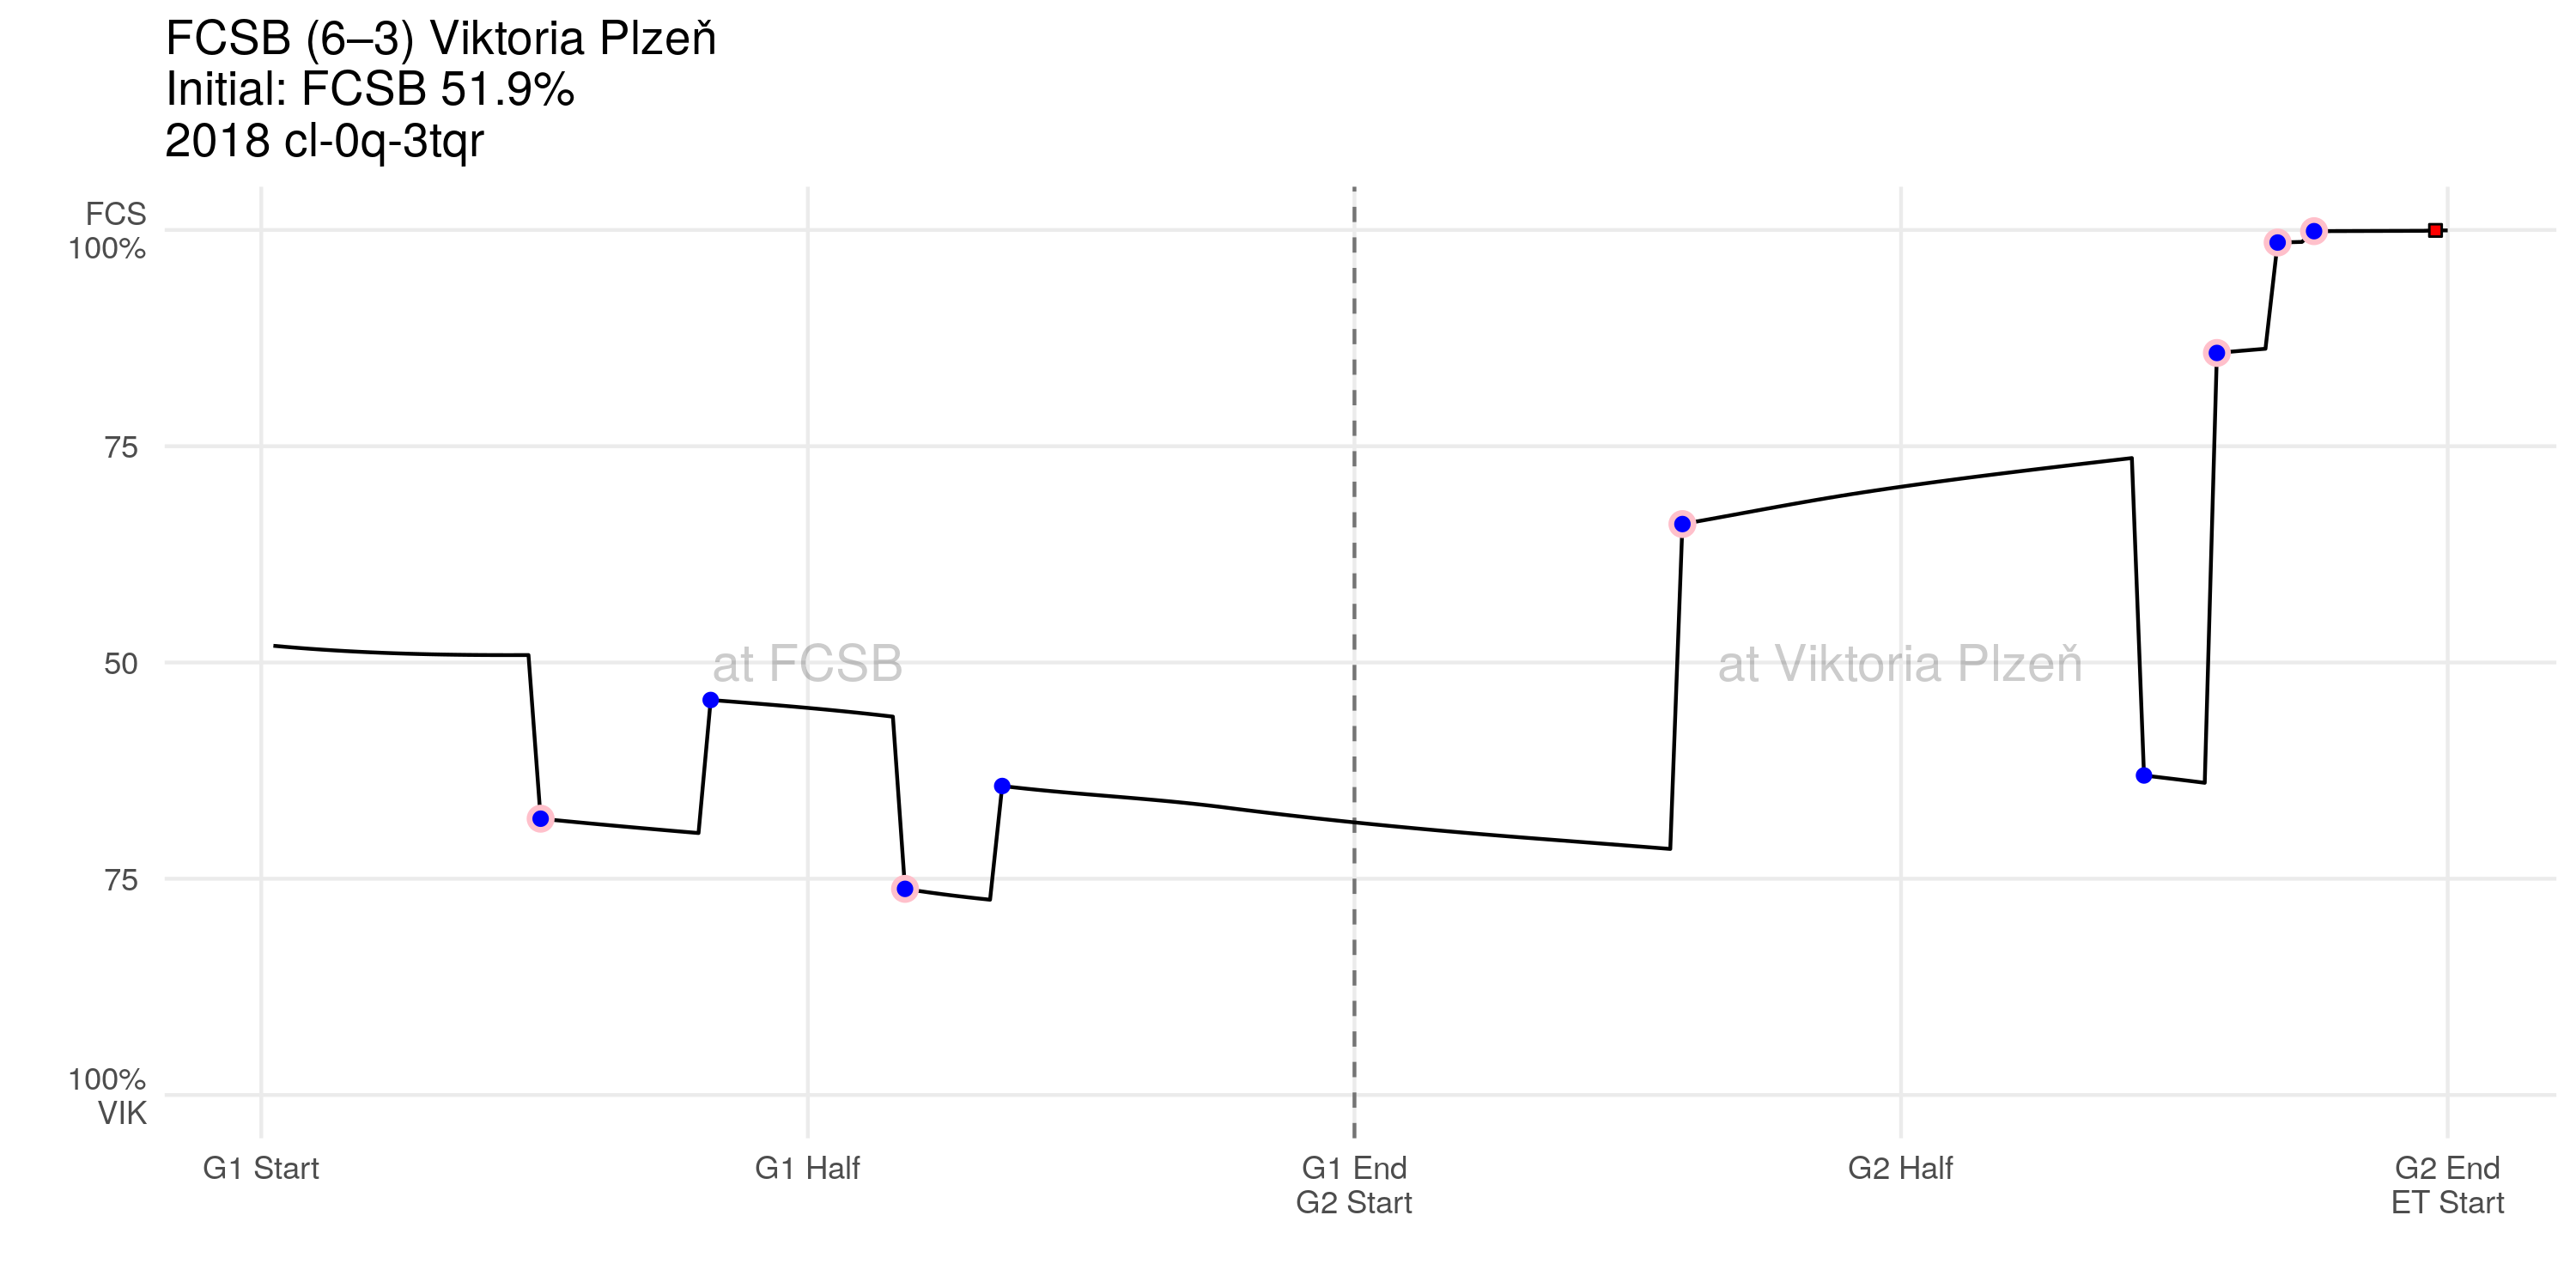 FCSB (6–3) Viktoria Plzeň
Initial: FCSB 51.9%
2018 cl-0q-3tqr
FCS
100%
75
50
75
100%
VIK
at FCSB
at Viktoria Plzeň
G1 Start
G1 Half
G1 End
G2 Start
G2 Half
G2 End
ET Start